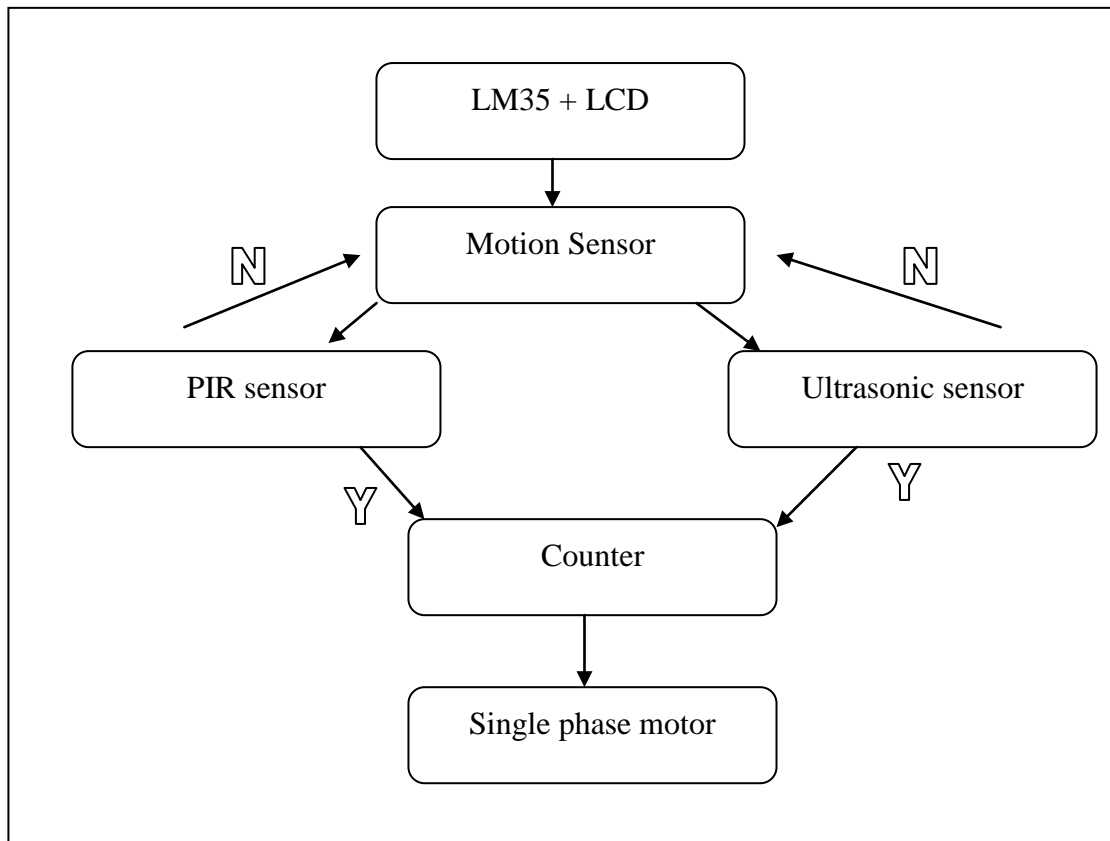 LM35 + LCD
Motion Sensor
N
N
PIR sensor
Ultrasonic sensor
Y
Y
Counter
Single phase motor